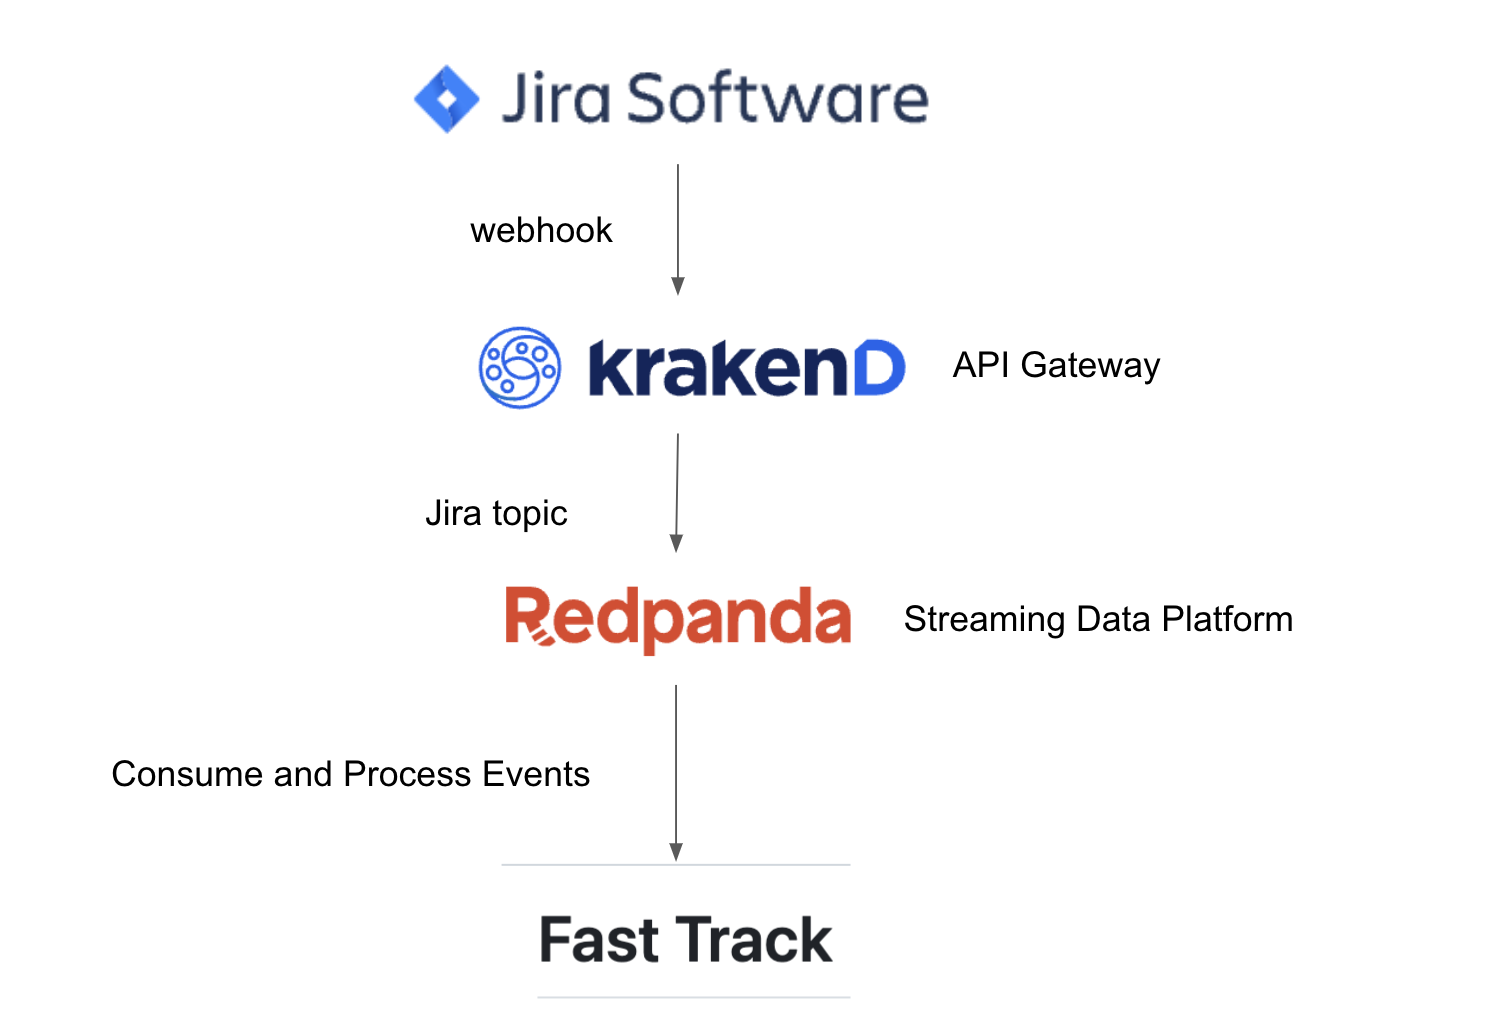 Jira Software
webhook
krakenD
API Gateway
Jira topic
Redpanda
Streaming Data Platform
Consume and Process Events
Fast Track